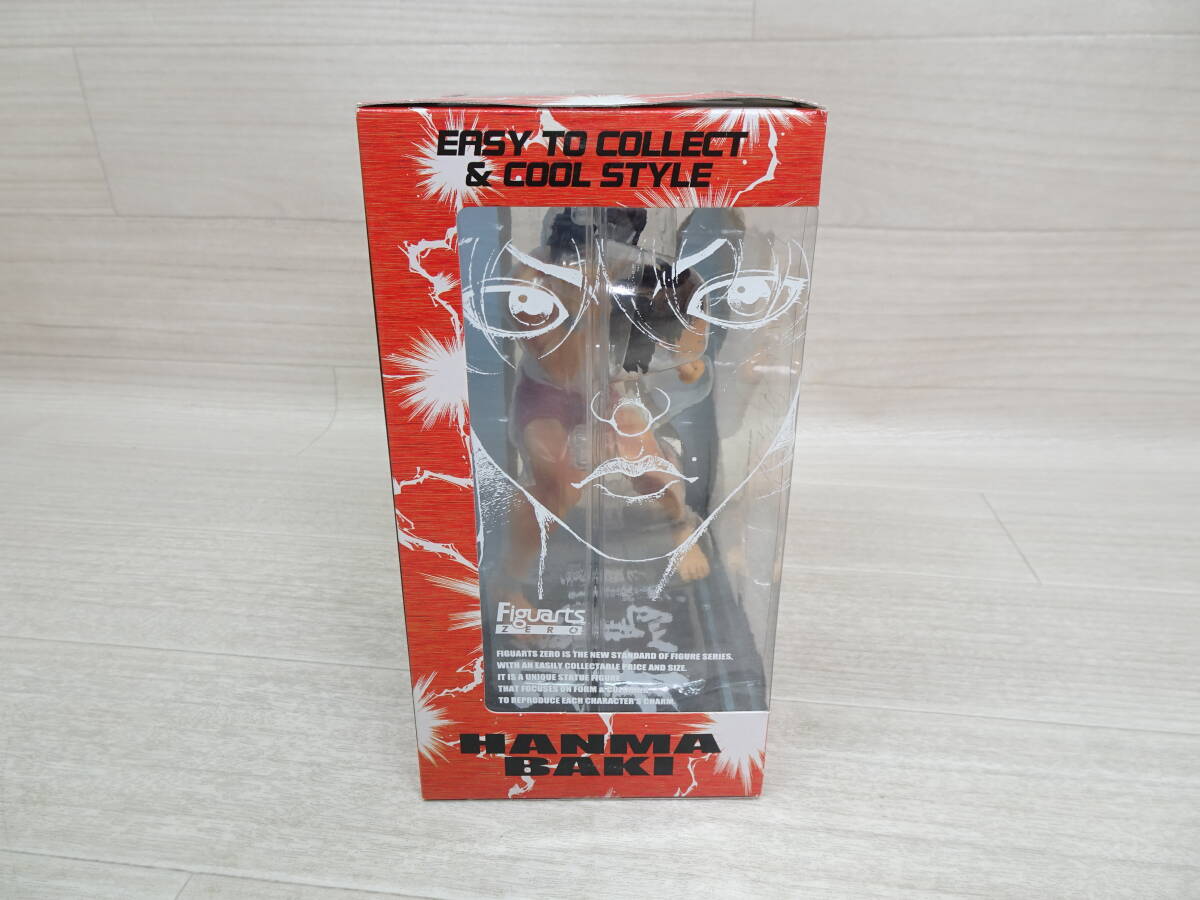 EASY TO COLLECT
& COOL STYLE
Figuarts
ZERO
FIGUARTS ZERO IS THE NEW STANDARD OF FIGURE SERIES.
WITH AN EASILY COLLECTABLE PRICE AND SIZE.
IT IS A UNIQUE STATUE FIGURE
THAT FOCUSES ON FORM &
TO REPRODUCE EACH CHARACTER'S CHARM.
HANMA
BAKI